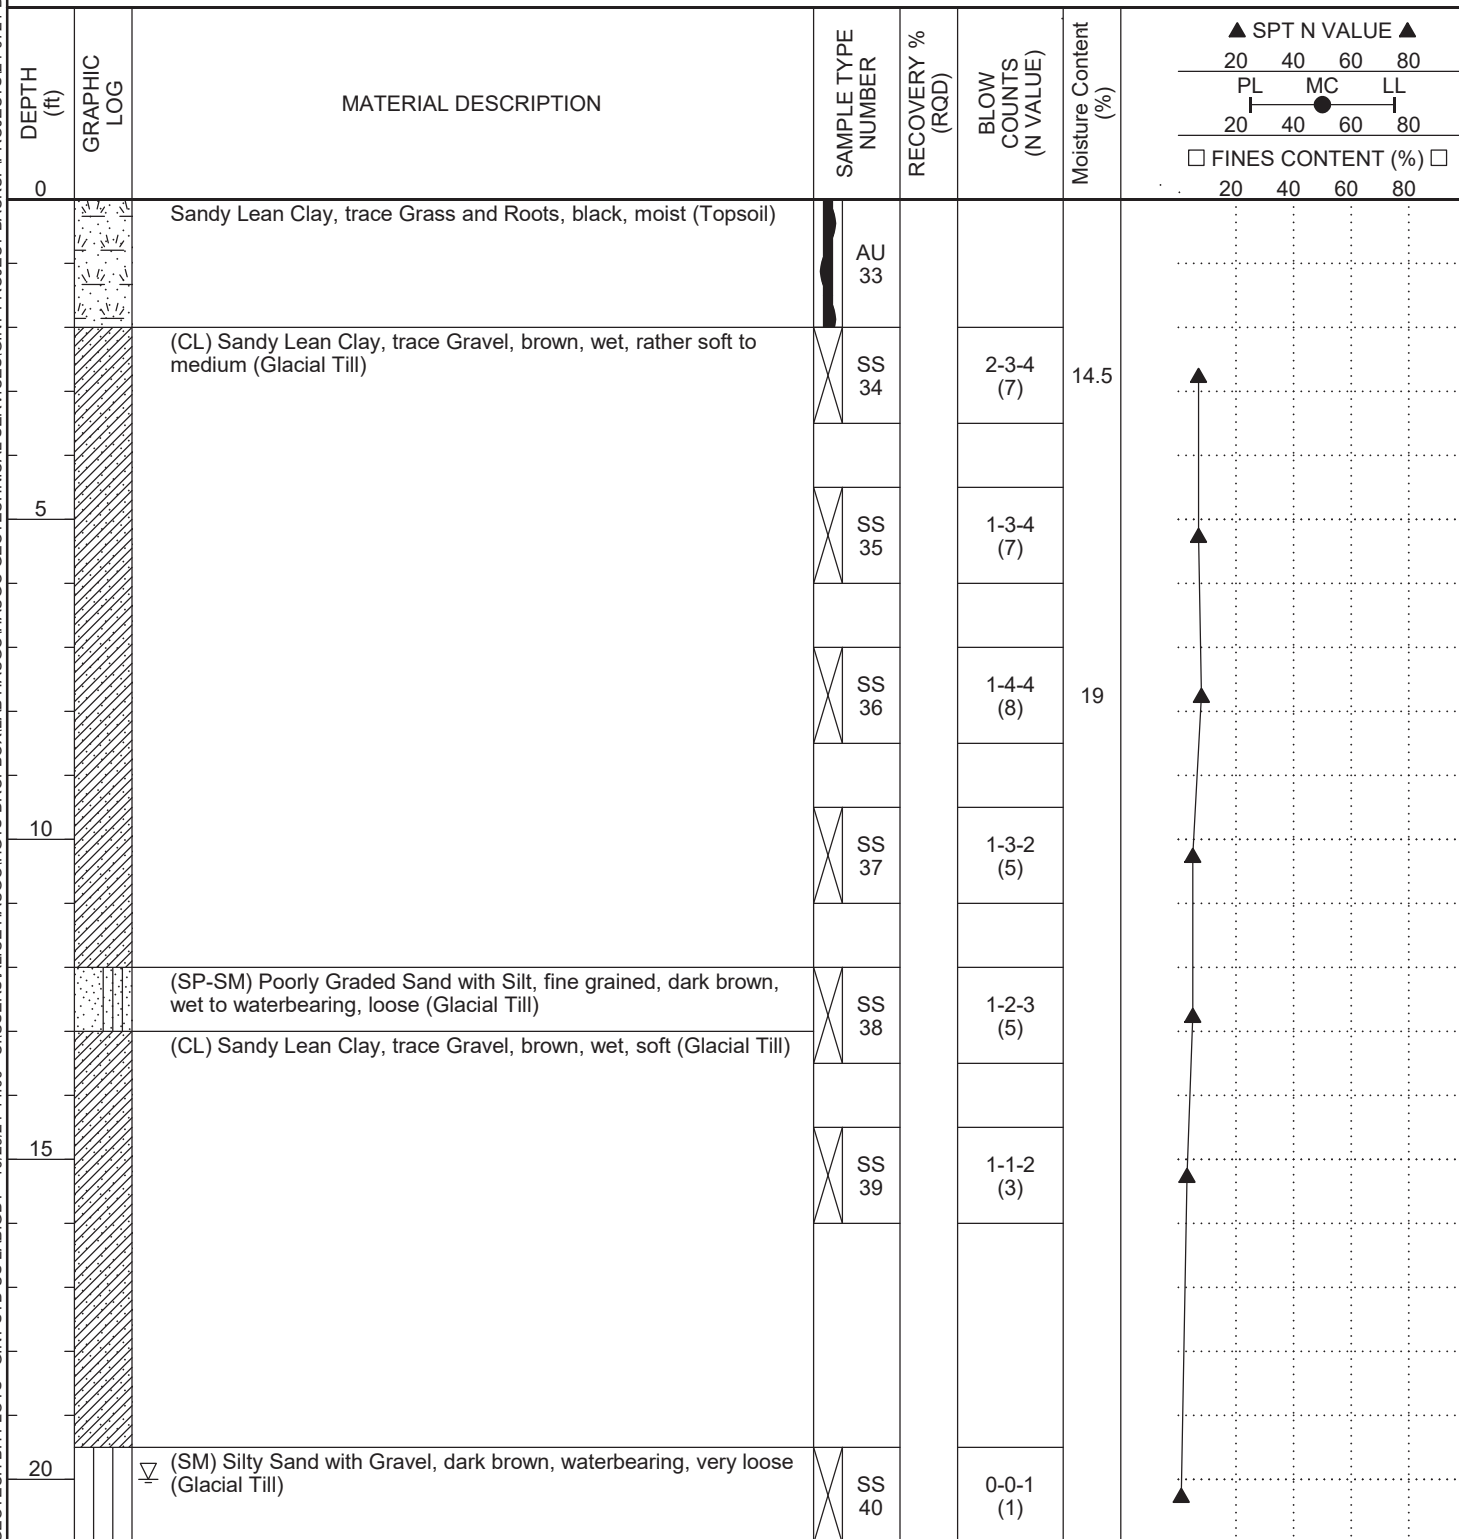 DEPTH
(ft)
GRAPHIC
LOG
MATERIAL DESCRIPTION
SAMPLE TYPE
NUMBER
RECOVERY %
(RQD)
BLOW
COUNTS
(N VALUE)
Moisture Content
(%)
▲ SPT N VALUE ▲
20 40 60 80
PL MC LL
20 40 60 80
□ FINES CONTENT (%) □
20 40 60 80
0
Sandy Lean Clay, trace Grass and Roots, black, moist (Topsoil)
AU
33
(CL) Sandy Lean Clay, trace Gravel, brown, wet, rather soft to
medium (Glacial Till)
SS
34
2-3-4
(7)
14.5
5
SS
35
1-3-4
(7)
SS
36
1-4-4
(8)
19
10
SS
37
1-3-2
(5)
(SP-SM) Poorly Graded Sand with Silt, fine grained, dark brown,
wet to waterbearing, loose (Glacial Till)
SS
38
1-2-3
(5)
(CL) Sandy Lean Clay, trace Gravel, brown, wet, soft (Glacial Till)
15
SS
39
1-1-2
(3)
20
(SM) Silty Sand with Gravel, dark brown, waterbearing, very loose
(Glacial Till)
SS
40
0-0-1
(1)